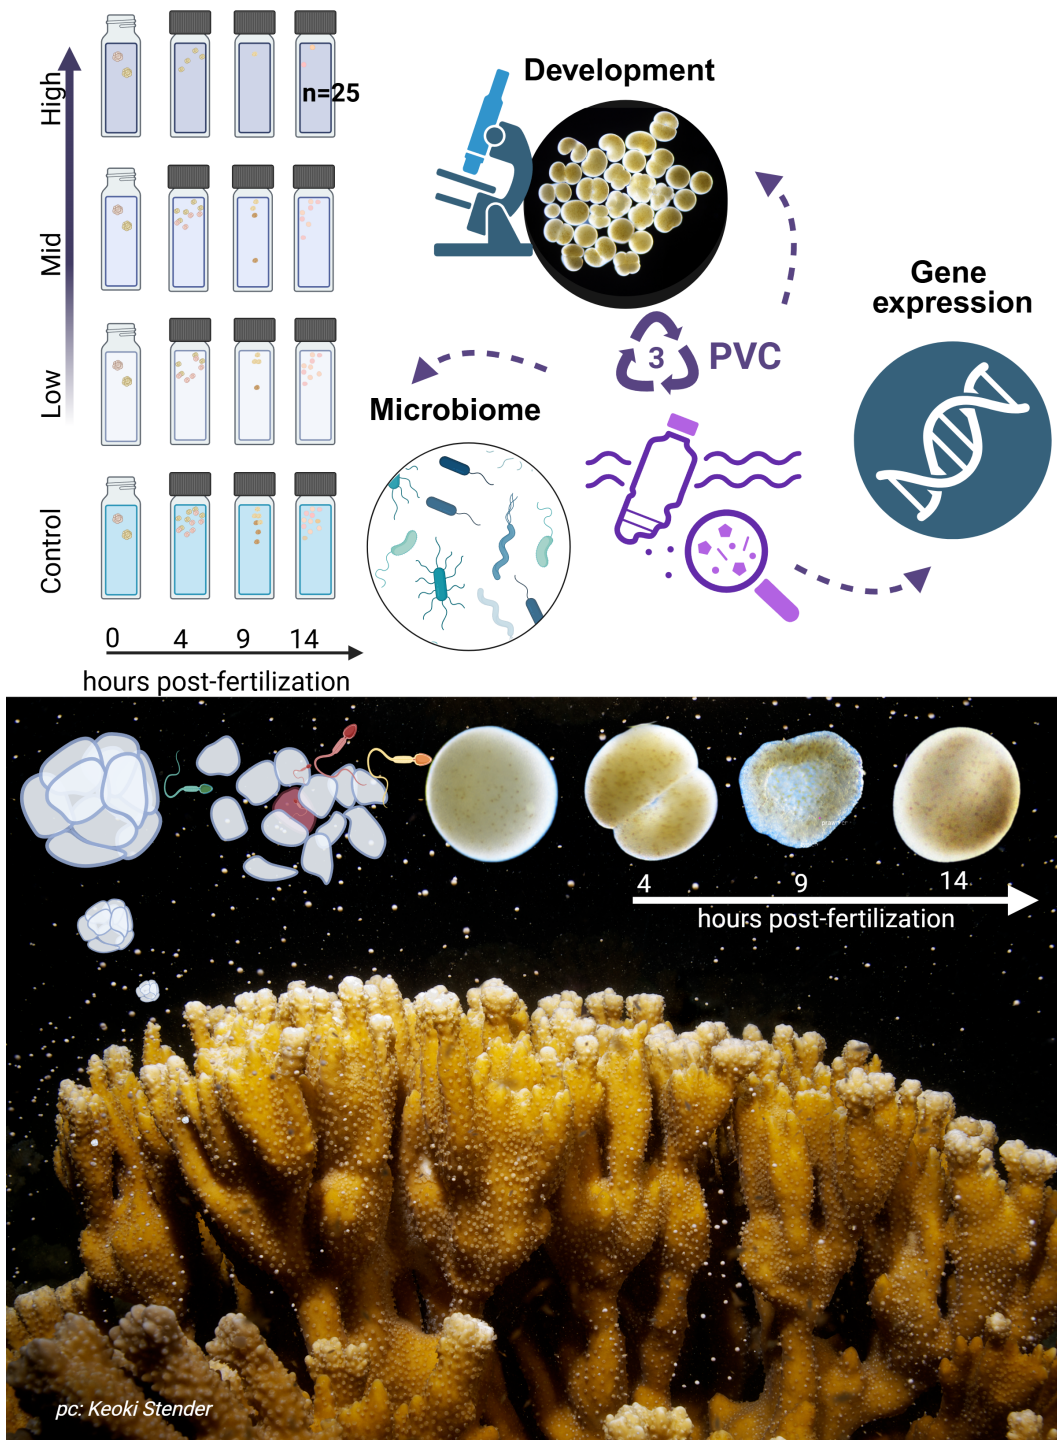 High
n=25
Mid
Low
Control
0 4 9 14
hours post-fertilization
Development
Gene
expression
3 PVC
Microbiome
4 9 14
hours post-fertilization
pc: Keoki Stender